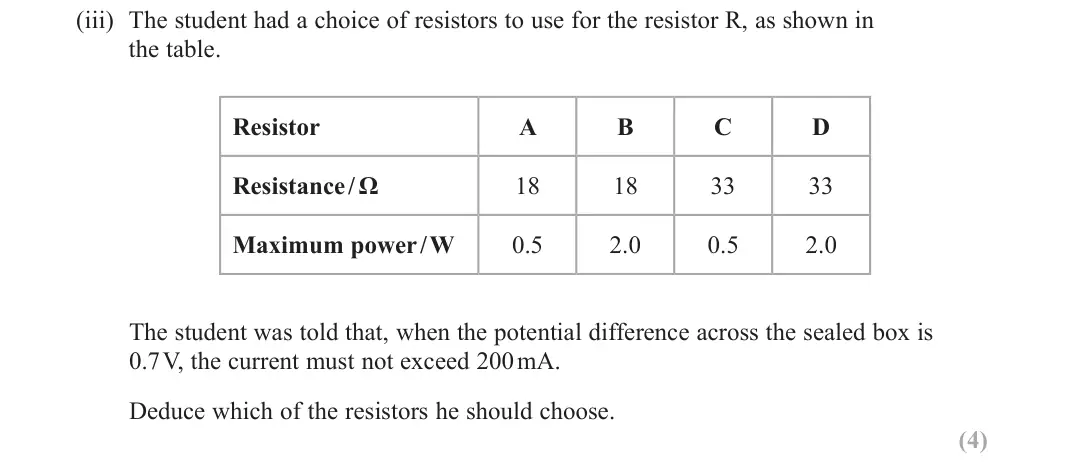 (iii) The student had a choice of resistors to use for the resistor R, as shown in
the table.
Resistor A B C D
Resistance/Ω 18 18 33 33
Maximum power/W 0.5 2.0 0.5 2.0
The student was told that, when the potential difference across the sealed box is
0.7 V, the current must not exceed 200 mA.
Deduce which of the resistors he should choose.
(4)